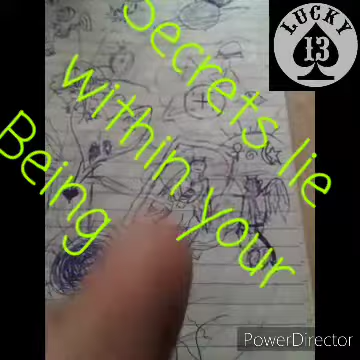 LUCKY
13
Secrets lie
within your
Being
PowerDirector